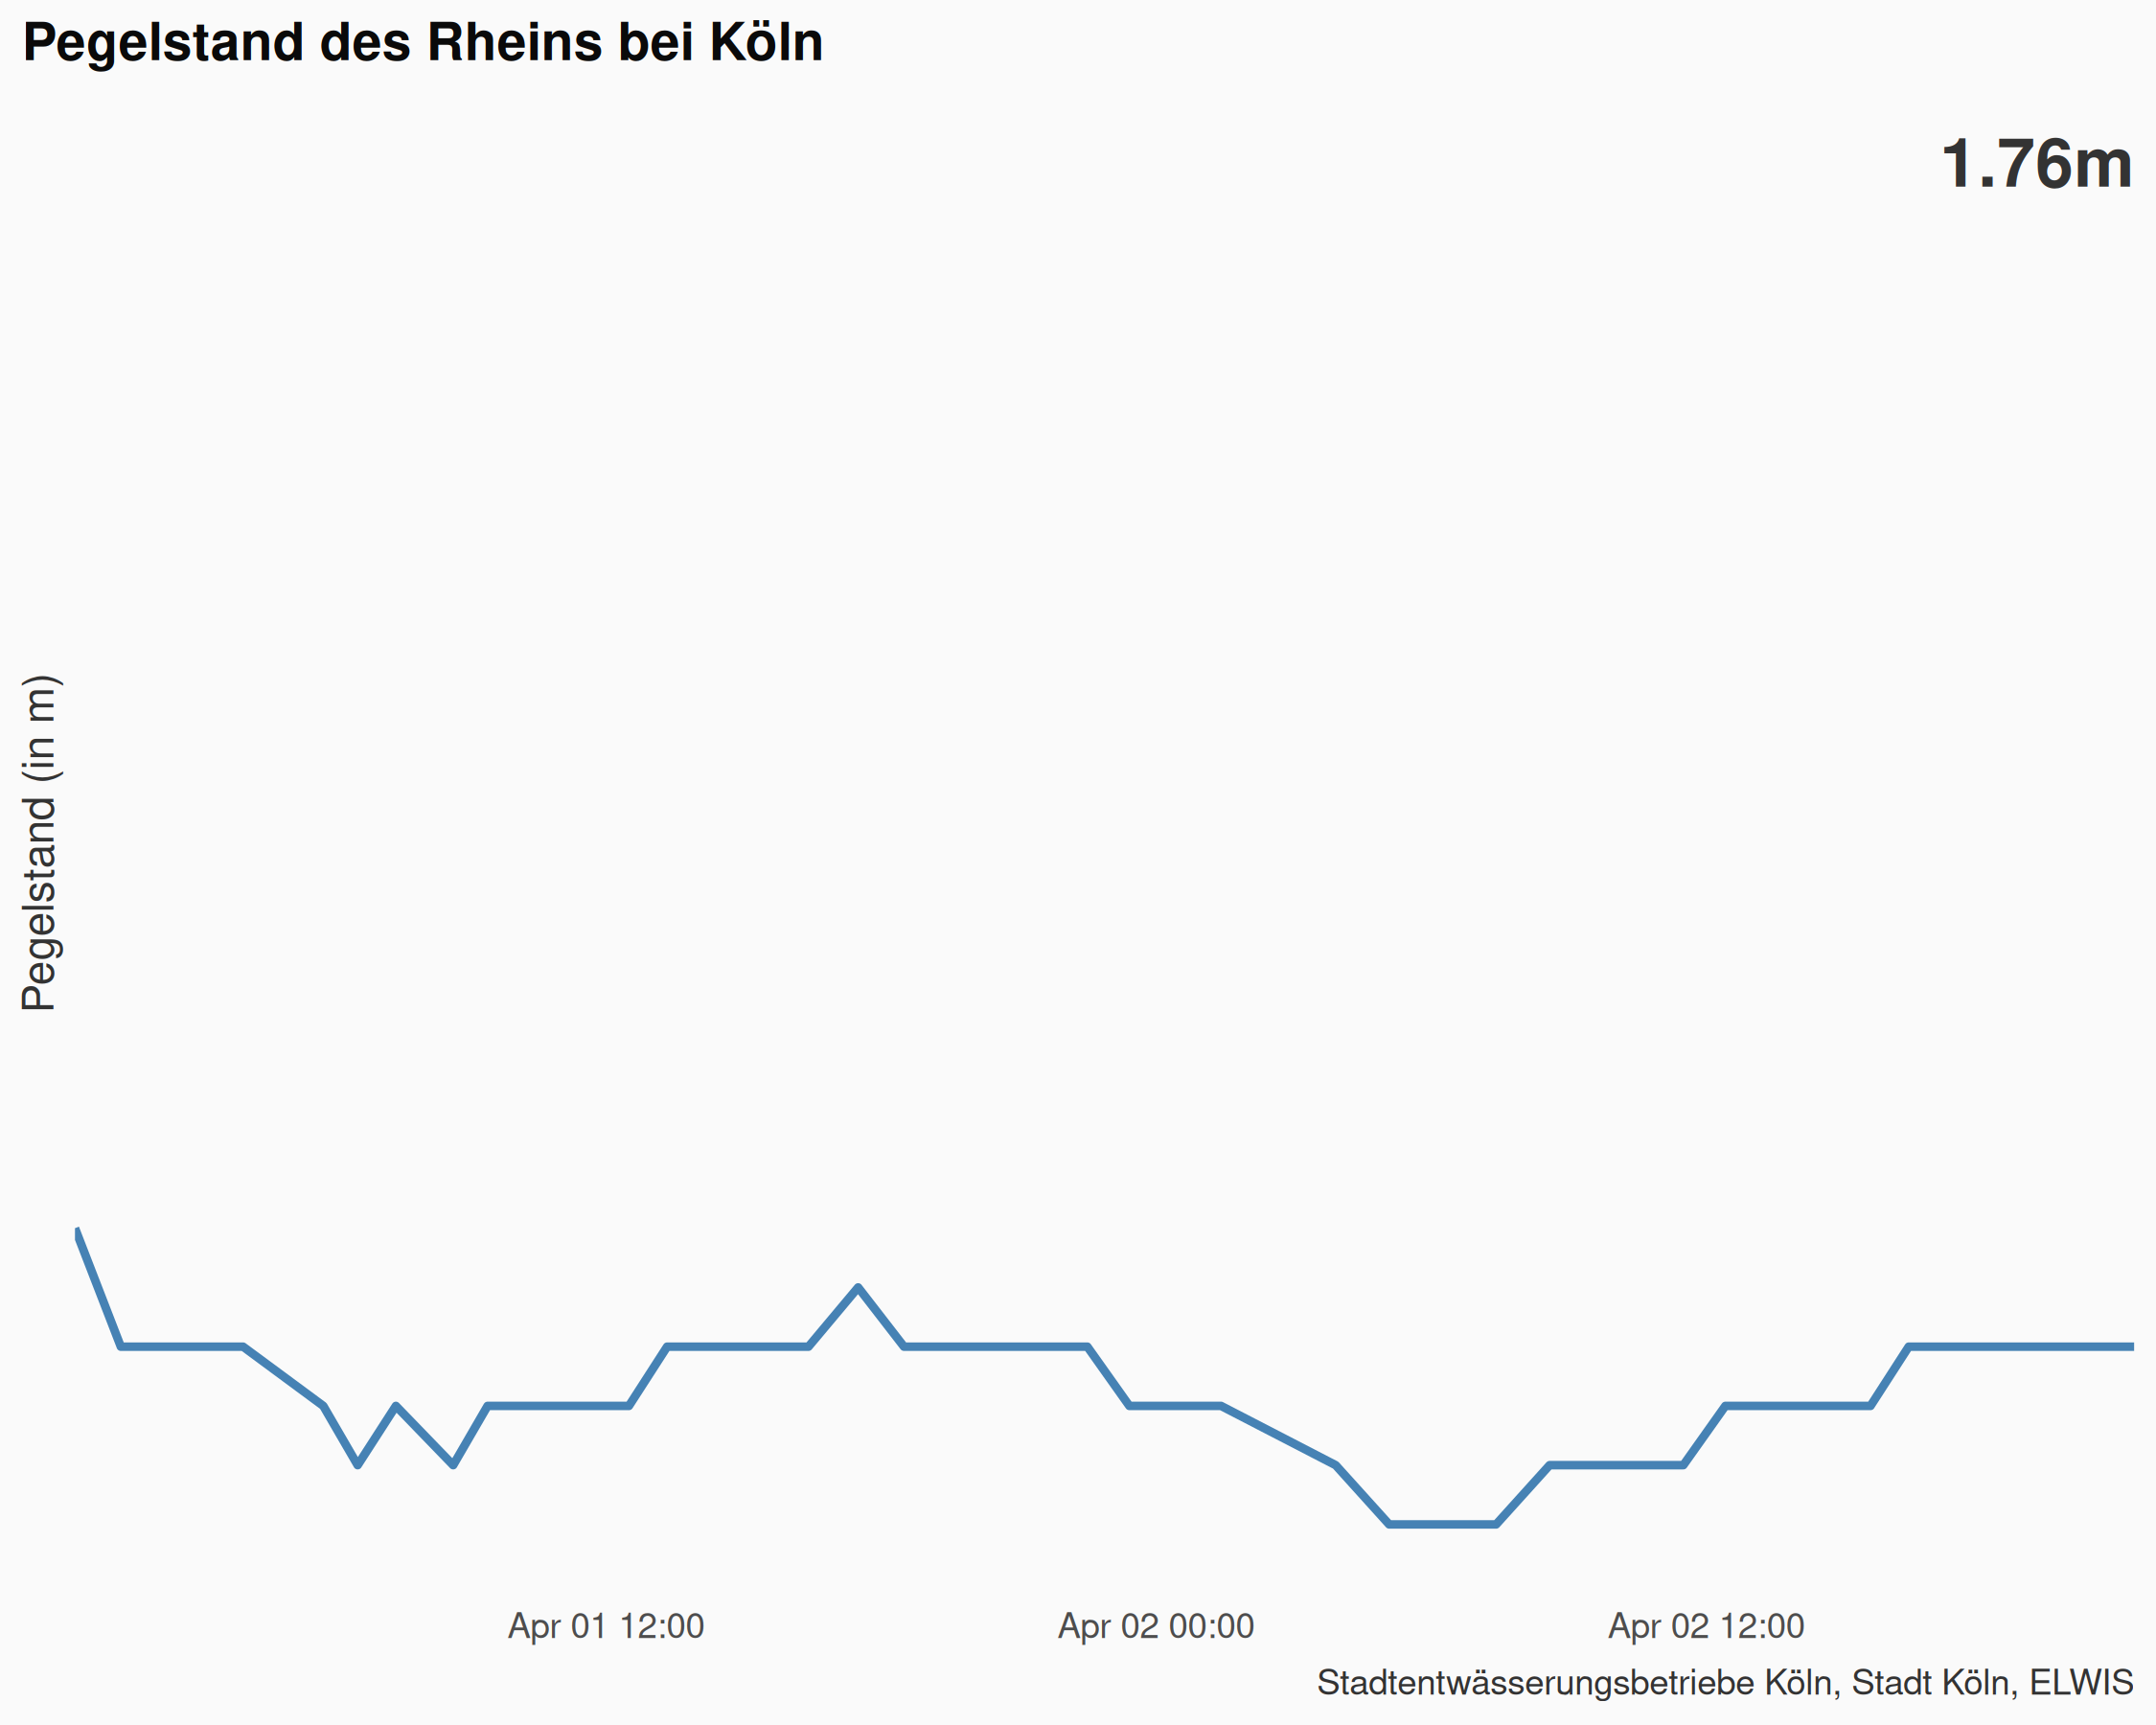 Pegelstand des Rheins bei Köln
1.76m
Pegelstand (in m)
Apr 01 12:00
Apr 02 00:00
Apr 02 12:00
Stadtentwässerungsbetriebe Köln, Stadt Köln, ELWIS